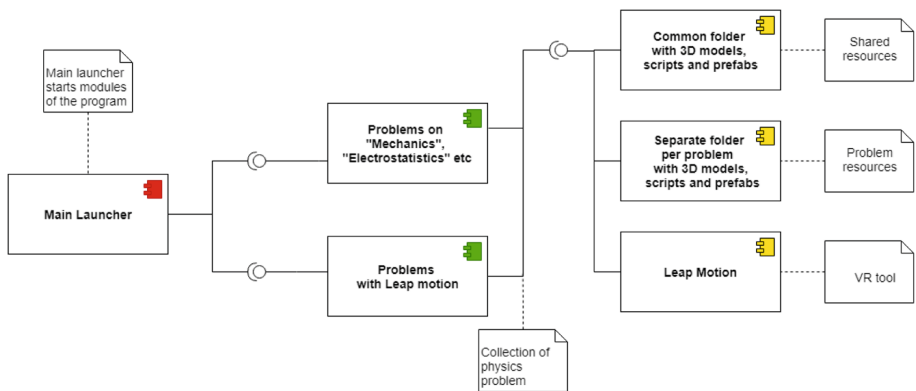 Main launcher
starts modules
of the program
Main Launcher
Problems on
"Mechanics",
"Electrostatistics" etc
Problems
with Leap motion
Collection of
physics
problem
Common folder
with 3D models,
scripts and prefabs
Shared
resources
Separate folder
per problem
with 3D models,
scripts and prefabs
Problem
resources
Leap Motion
VR tool